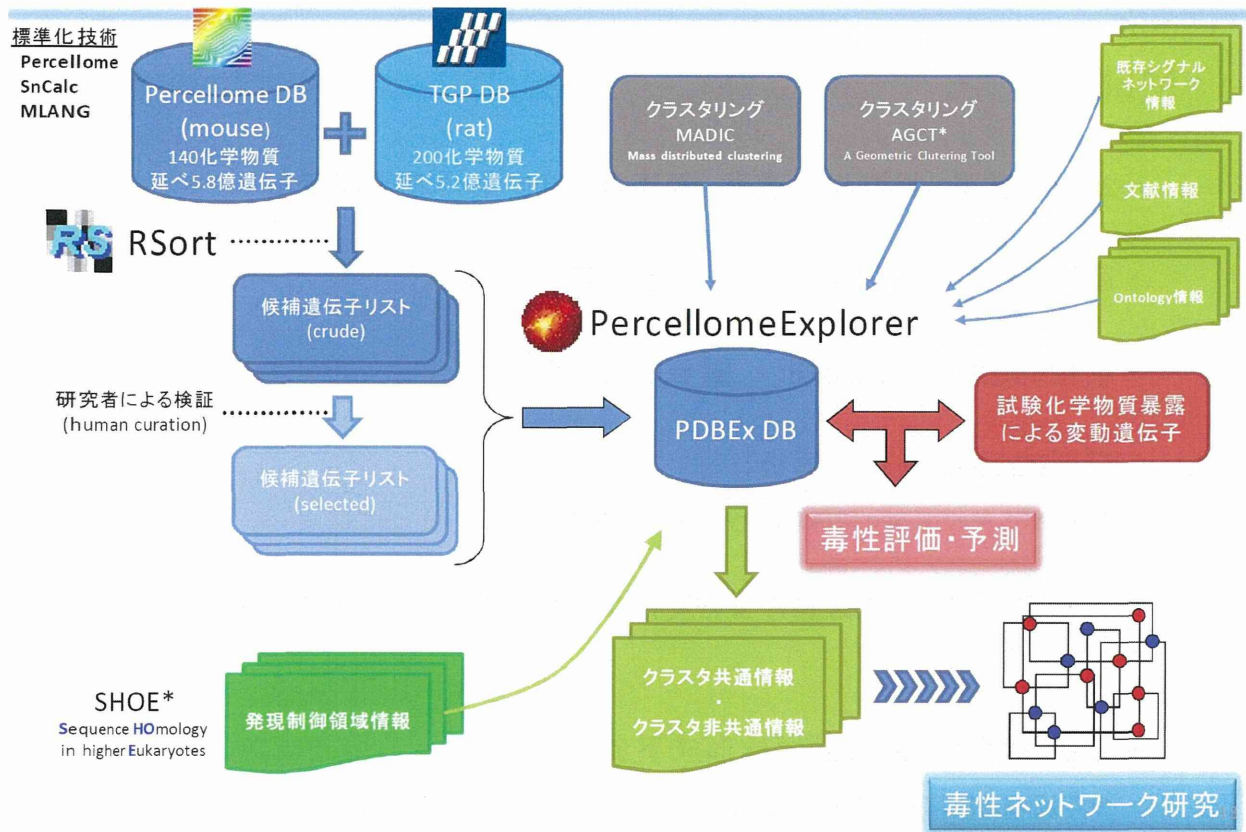 標準化技術
Percellome
SnCalc
MLANG
Percellome DB
(mouse)
140化学物質
延べ5.8億遺伝子
TGP DB
(rat)
200化学物質
延べ5.2億遺伝子
クラスタリング
MADIC
Mass distributed clustering
クラスタリング
AGCT*
A Geometric Clutering Tool
既存シグナル
ネットワーク
情報
文献情報
Ontology情報
RS
RSort
候補遺伝子リスト
(crude)
研究者による検証
(human curation)
候補遺伝子リスト
(selected)
PercellomeExplorer
PDBEx DB
試験化学物質暴露
による変動遺伝子
毒性評価・予測
SHOE*
Sequence HOmology
in higher Eukaryotes
発現制御領域情報
クラスタ共通情報
・
クラスタ非共通情報
毒性ネットワーク研究